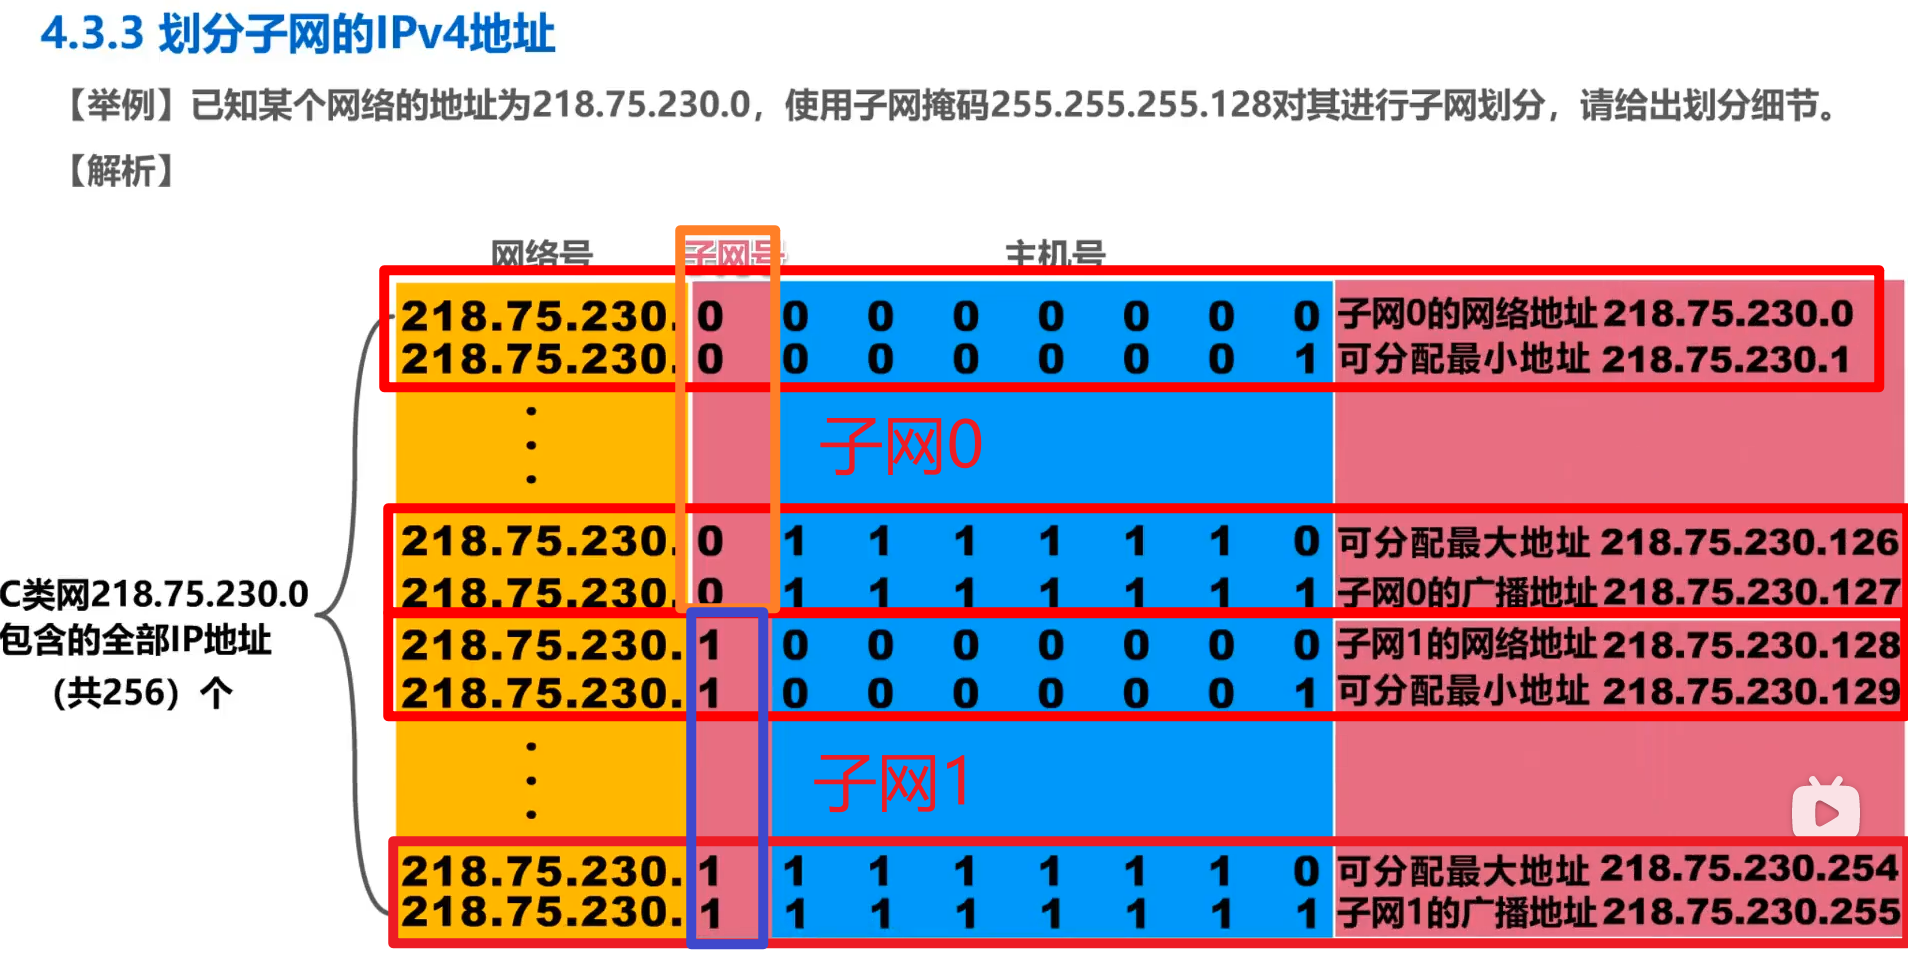 4.3.3 划分子网的IPv4地址
【举例】已知某个网络的地址为218.75.230.0，使用子网掩码255.255.255.128对其进行子网划分，请给出划分细节。
【解析】
网络号 子网号 主机号
218.75.230. 0 0 0 0 0 0 0 0 子网0的网络地址 218.75.230.0
218.75.230. 0 0 0 0 0 0 0 1 可分配最小地址 218.75.230.1
子网0
218.75.230. 0 1 1 1 1 1 1 0 可分配最大地址 218.75.230.126
218.75.230. 0 1 1 1 1 1 1 1 子网0的广播地址 218.75.230.127
C类网218.75.230.0
包含的全部IP地址
（共256）个
218.75.230. 1 0 0 0 0 0 0 0 子网1的网络地址 218.75.230.128
218.75.230. 1 0 0 0 0 0 0 1 可分配最小地址 218.75.230.129
子网1
218.75.230. 1 1 1 1 1 1 1 0 可分配最大地址 218.75.230.254
218.75.230. 1 1 1 1 1 1 1 1 子网1的广播地址 218.75.230.255